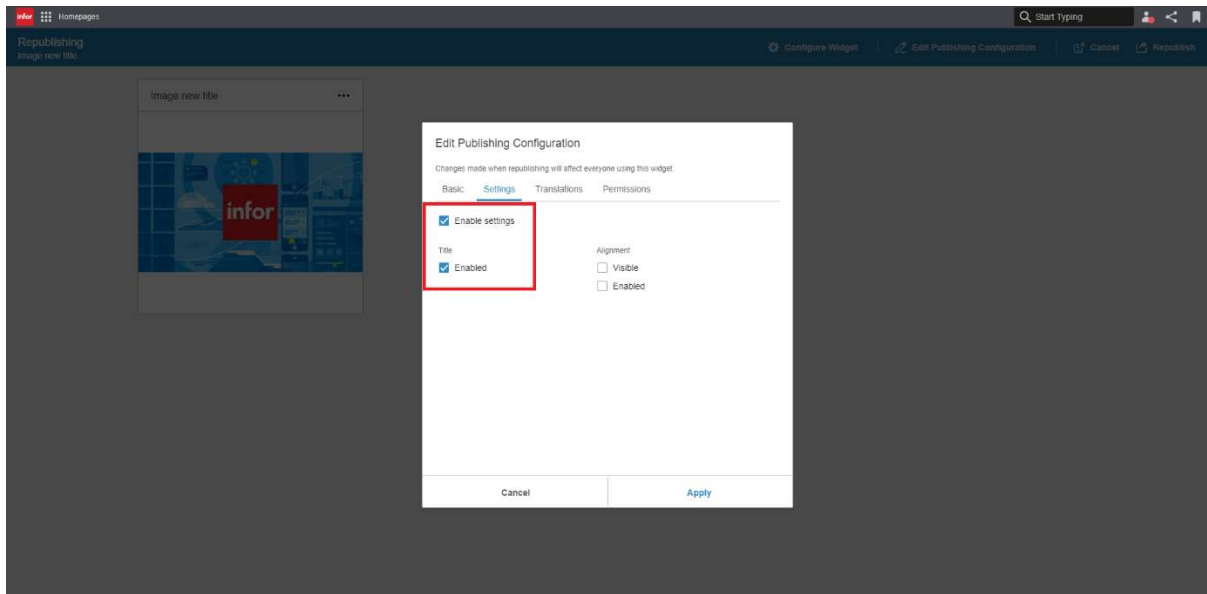 infor Homepages Start Typing
Republishing
Image new title
Configure Widget Edit Publishing Configuration Cancel Republish
Image new title
infor
Edit Publishing Configuration
Changes made when republishing will affect everyone using this widget
Basic Settings Translations Permissions
Enable settings
Title Alignment
Enabled Visible
Enabled
Cancel Apply